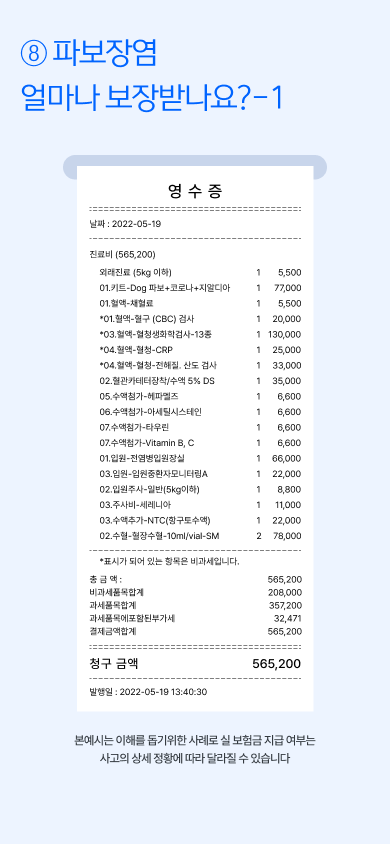 ⑧ 파보장염
얼마나 보장받나요?-1
영 수 증
날짜 : 2022-05-19
진료비 (565,200)
외래진료 (5kg 이하) 1 5,500
01.키트-Dog 파보+코로나+지알디아 1 77,000
01.혈액-채혈료 1 5,500
*01.혈액-혈구 (CBC) 검사 1 20,000
*03.혈액-혈청생화학검사-13종 1 130,000
*04.혈액-혈청-CRP 1 25,000
*04.혈액-혈청-전해질. 산도 검사 1 33,000
02.혈관카테터장착/수액 5% DS 1 35,000
05.수액첨가-헤파멜즈 1 6,600
06.수액첨가-아세틸시스테인 1 6,600
07.수액첨가-타우린 1 6,600
07.수액첨가-Vitamin B, C 1 6,600
01.입원-전염병입원장실 1 66,000
03.입원-입원중환자모니터링A 1 22,000
02.입원주사-일반(5kg이하) 1 8,800
03.주사비-세레니아 1 11,000
03.수액추가-NTC(항구토수액) 1 22,000
02.수혈-혈장수혈-10ml/vial-SM 2 78,000
*표시가 되어 있는 항목은 비과세입니다.
총 금 액 : 565,200
비과세품목합계 208,000
과세품목합계 357,200
과세품목에포함된부가세 32,471
결제금액합계 565,200
청구 금액 565,200
발행일 : 2022-05-19 13:40:30
본예시는 이해를 돕기위한 사례로 실 보험금 지급 여부는
사고의 상세 정황에 따라 달라질 수 있습니다